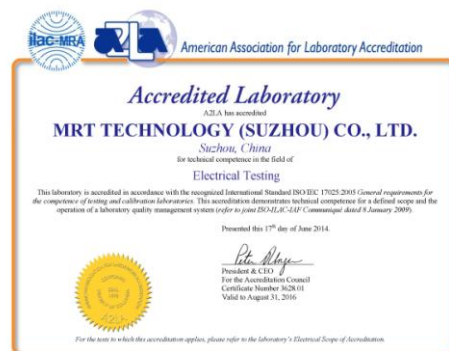 ilac-MRA
A2LA
American Association for Laboratory Accreditation
Accredited Laboratory
A2LA has accredited
MRT TECHNOLOGY (SUZHOU) CO., LTD.
Suzhou, China
for technical competence in the field of
Electrical Testing
This laboratory is accredited in accordance with the recognized International Standard ISO/IEC 17025:2005 General requirements for
the competence of testing and calibration laboratories. This accreditation demonstrates technical competence for a defined scope and the
operation of a laboratory quality management system (refer to joint ISO-ILAC-IAF Communiqué dated 8 January 2009).
Presented this 17th day of June 2014.
President & CEO
For the Accreditation Council
Certificate Number 3628.01
Valid to August 31, 2016
A2LA
For the tests to which this accreditation applies, please refer to the laboratory's Electrical Scope of Accreditation.